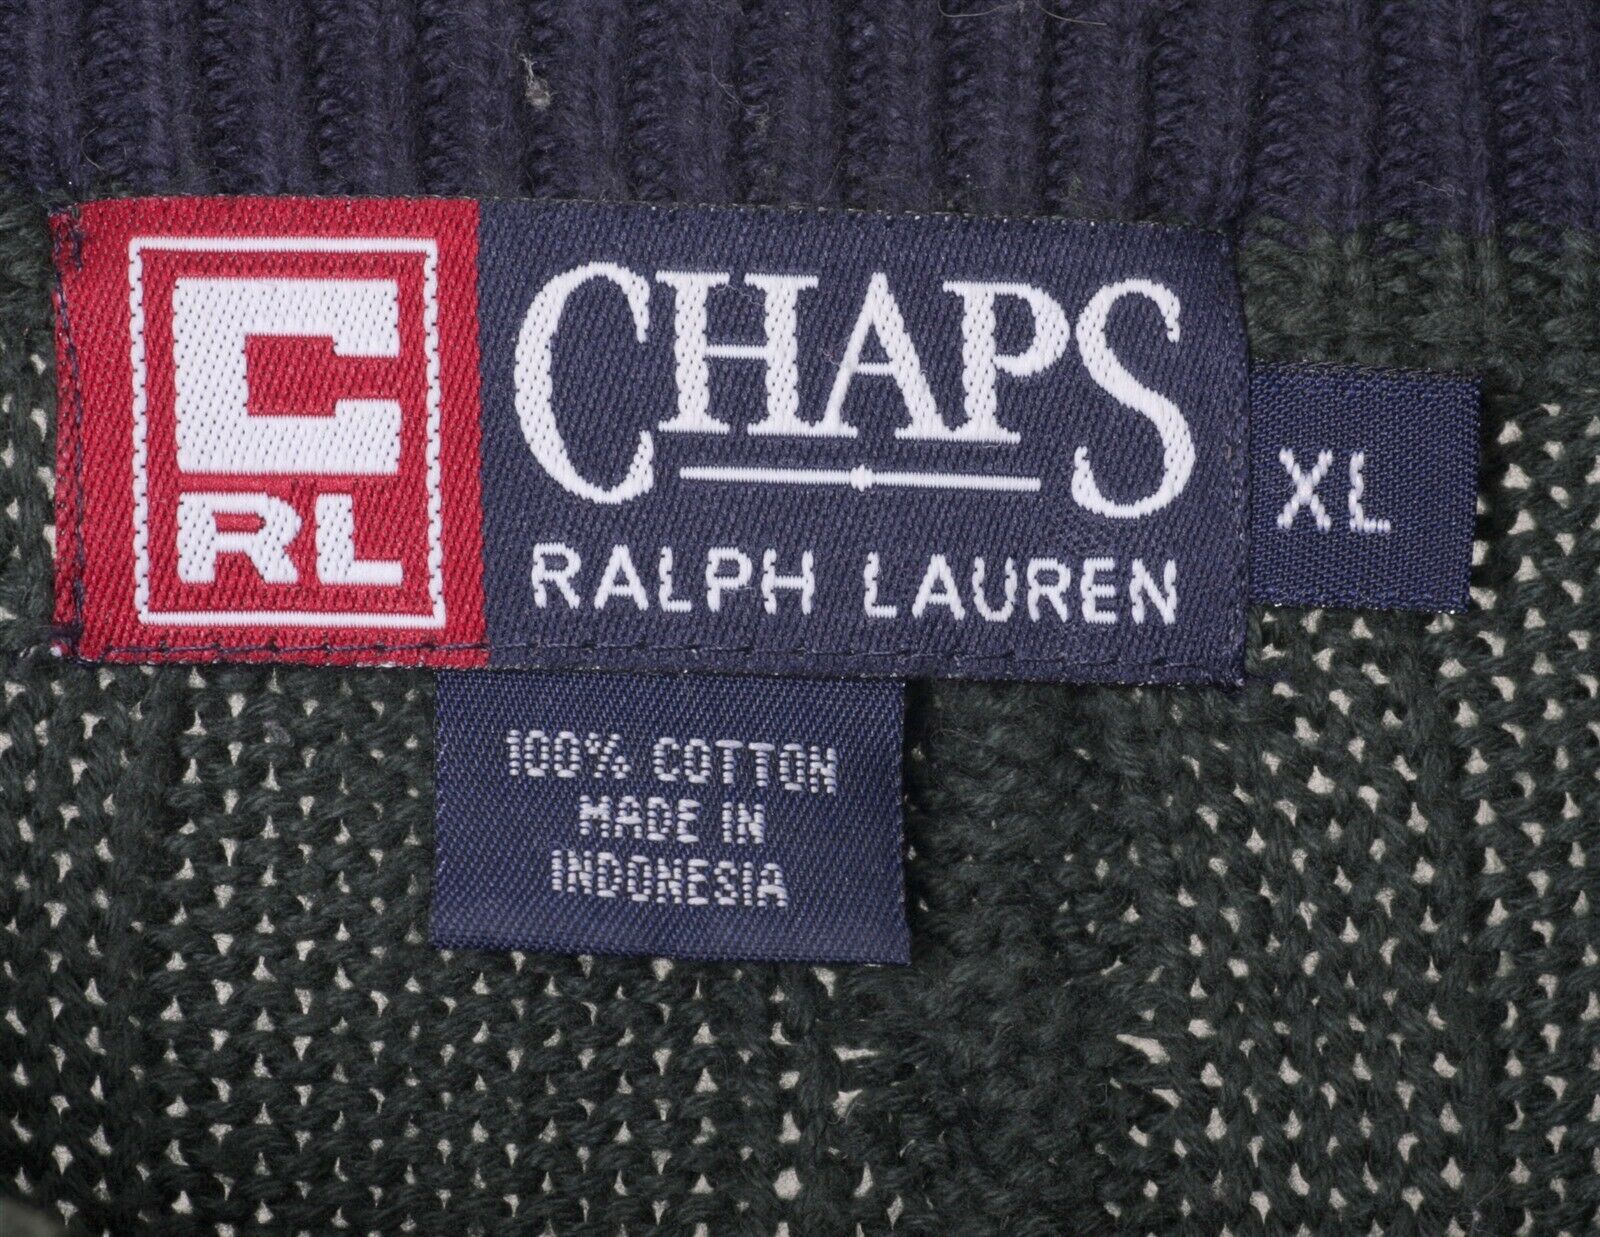 C
RL
CHAPS
RALPH LAUREN
XL
100% COTTON
MADE IN
INDONESIA